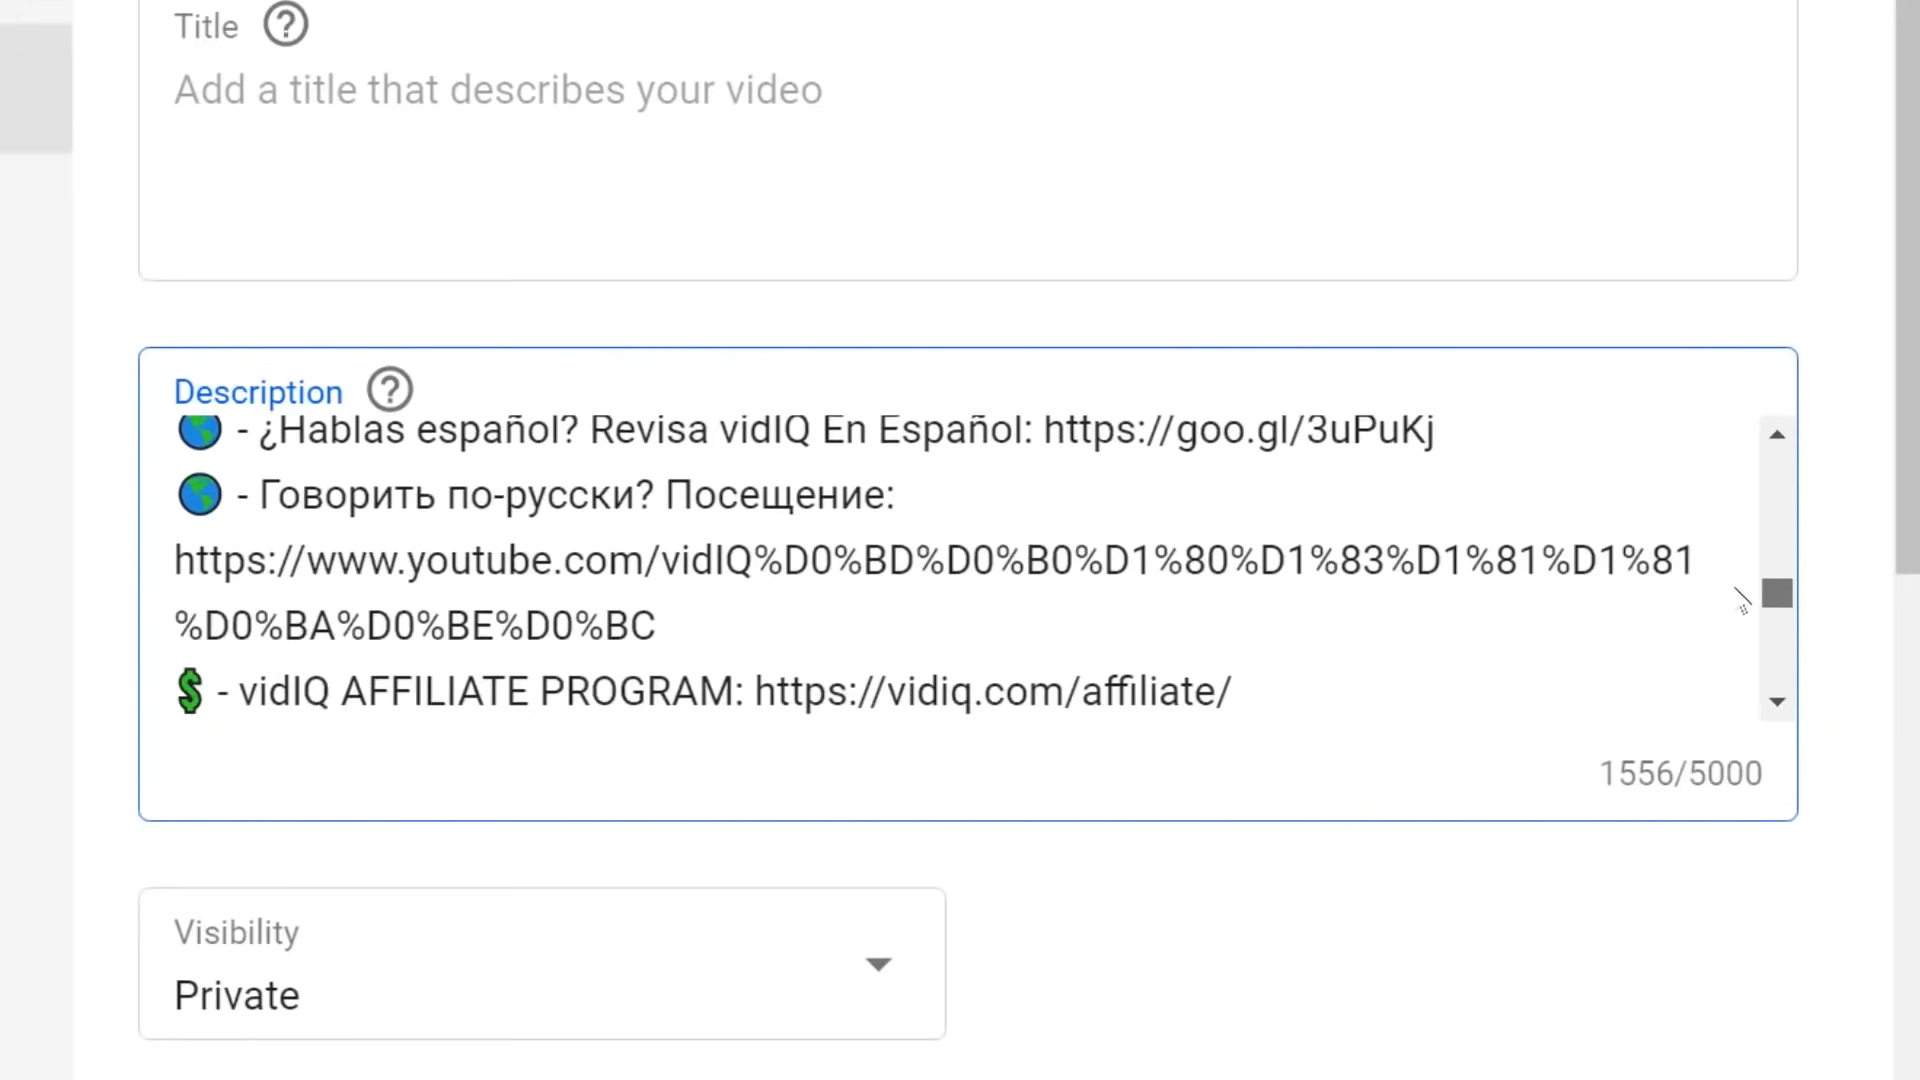 Title ?
Add a title that describes your video
Description ?
🌎 - ¿Hablas español? Revisa vidIQ En Español: https://goo.gl/3uPuKj
🌎 - Говорить по-русски? Посещение:
https://www.youtube.com/vidIQ%D0%BD%D0%B0%D1%80%D1%83%D1%81%D1%81
%D0%BA%D0%BE%D0%BC
💲 - vidIQ AFFILIATE PROGRAM: https://vidiq.com/affiliate/
1556/5000
Visibility
Private